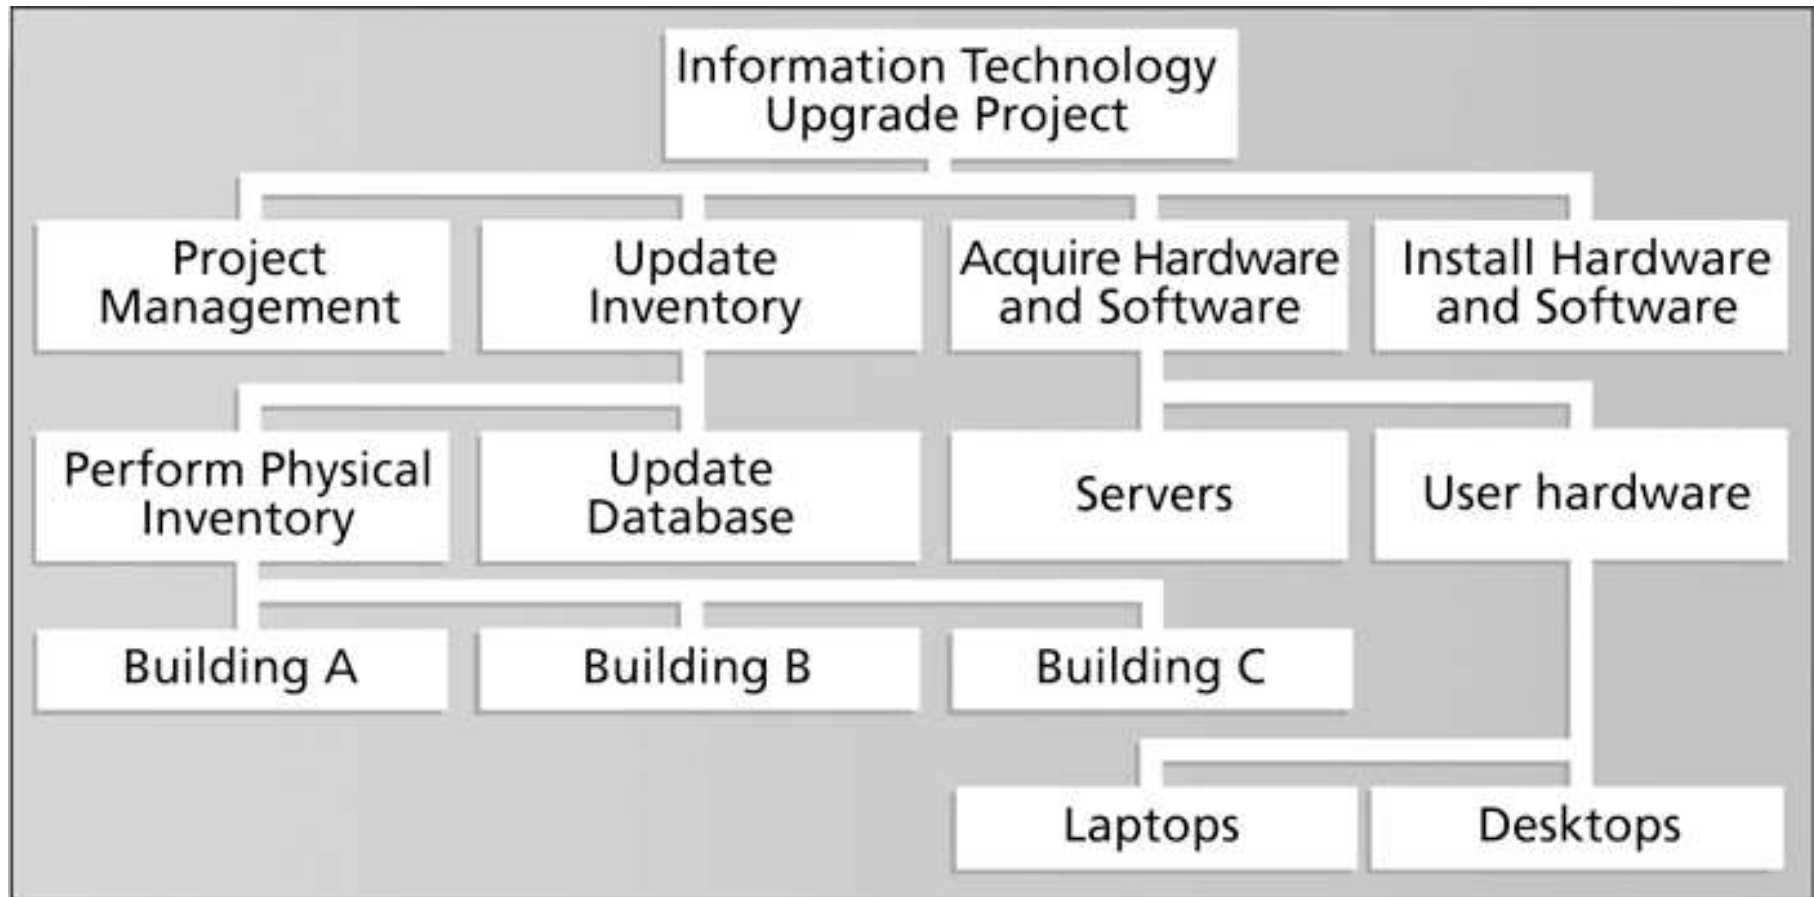 Information Technology
Upgrade Project
Project
Management
Update
Inventory
Acquire Hardware
and Software
Install Hardware
and Software
Perform Physical
Inventory
Update
Database
Servers
User hardware
Building A
Building B
Building C
Laptops
Desktops